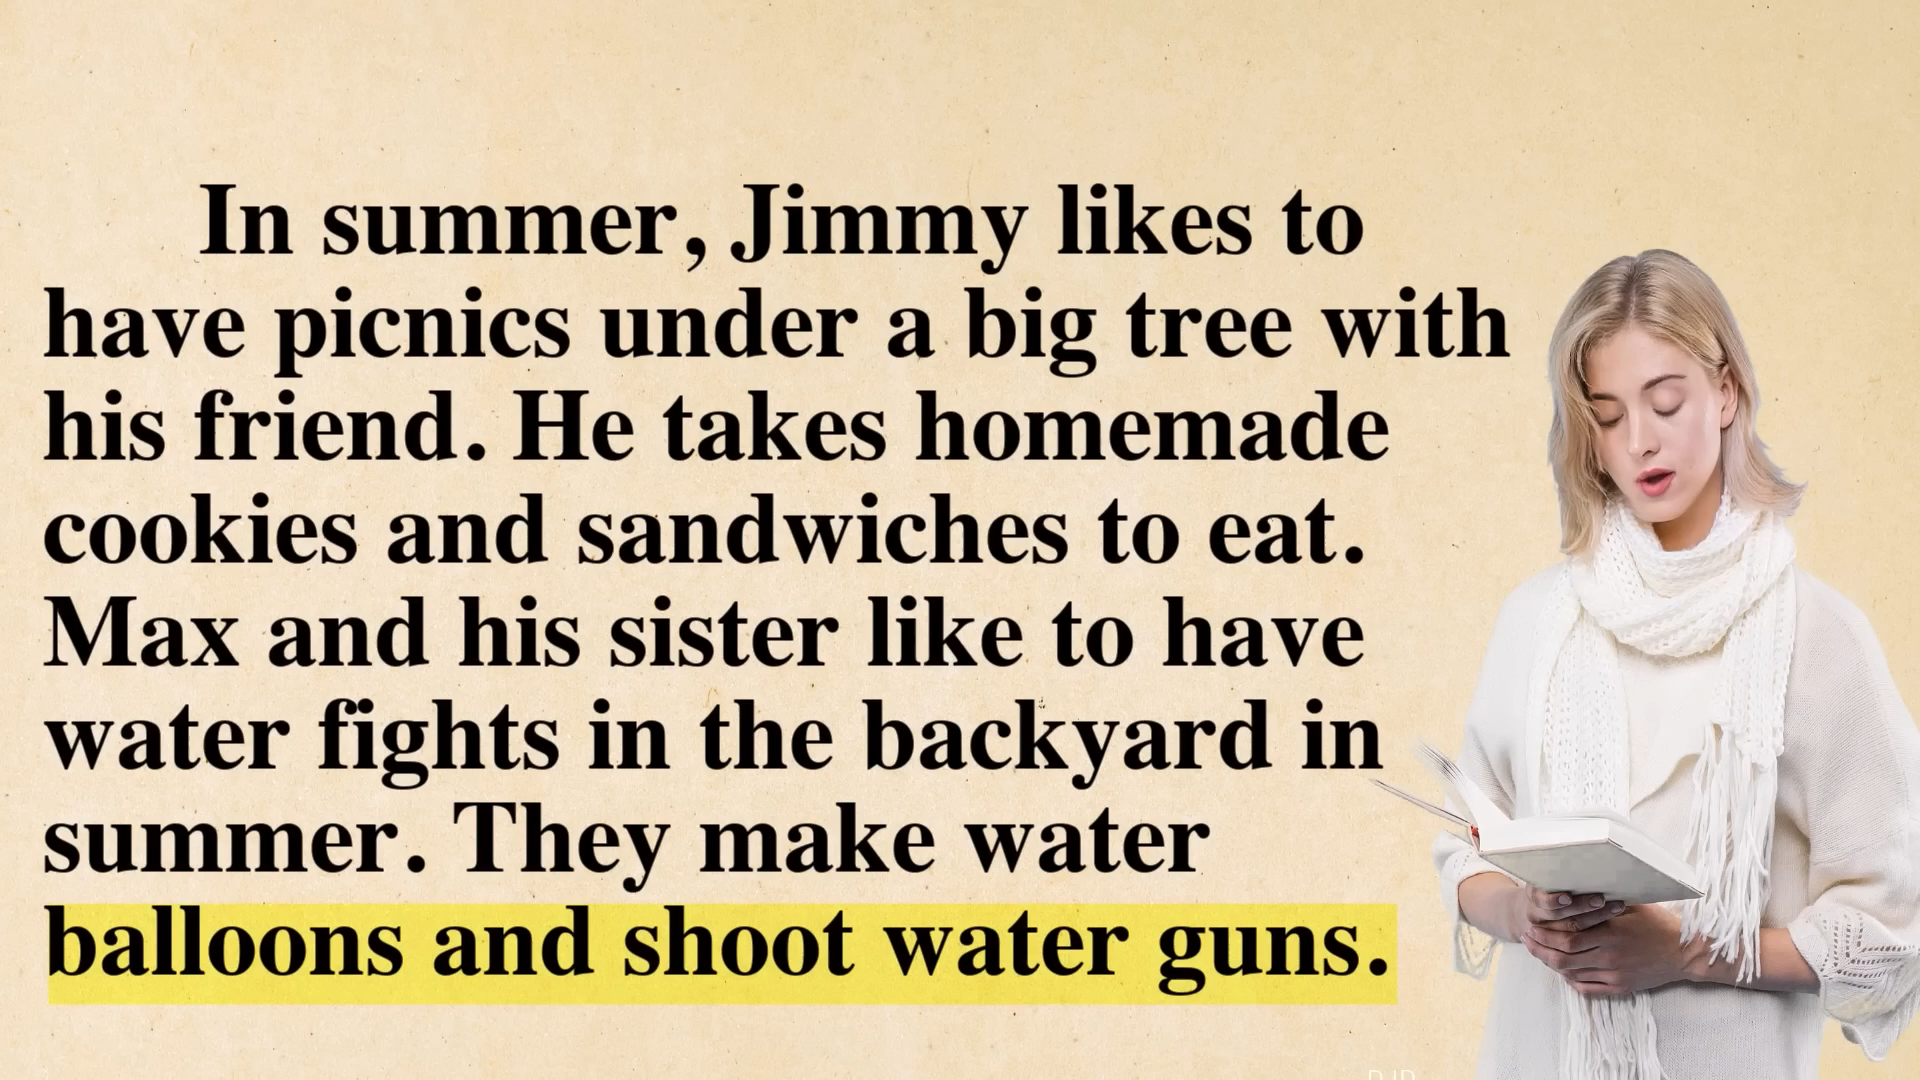 In summer, Jimmy likes to
have picnics under a big tree with
his friend. He takes homemade
cookies and sandwiches to eat.
Max and his sister like to have
water fights in the backyard in
summer. They make water
balloons and shoot water guns.